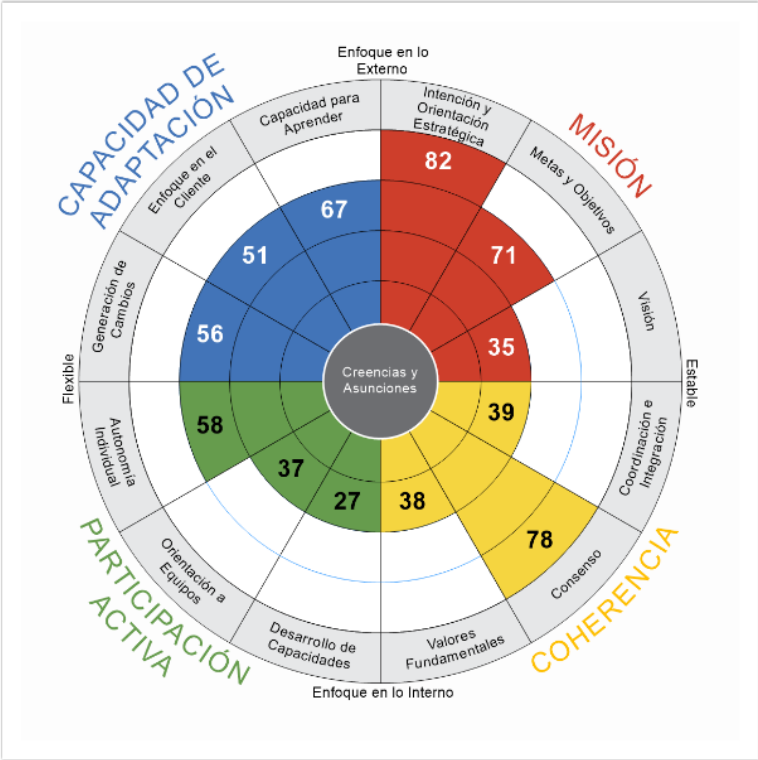 Enfoque en lo
Externo
CAPACIDAD DE
ADAPTACIÓN
MISIÓN
Capacidad para
Aprender
Intención y
Orientación
Estratégica
Enfoque en el
Cliente
Metas y Objetivos
Generación de
Cambios
Visión
82
67
71
51
56
35
Flexible
Creencias y
Asunciones
Estable
58
39
37
27
38
78
Autonomía
Individual
Coordinación e
Integración
Orientación a
Equipos
Consenso
Desarrollo de
Capacidades
Valores
Fundamentales
PARTICIPACIÓN
ACTIVA
COHERENCIA
Enfoque en lo Interno